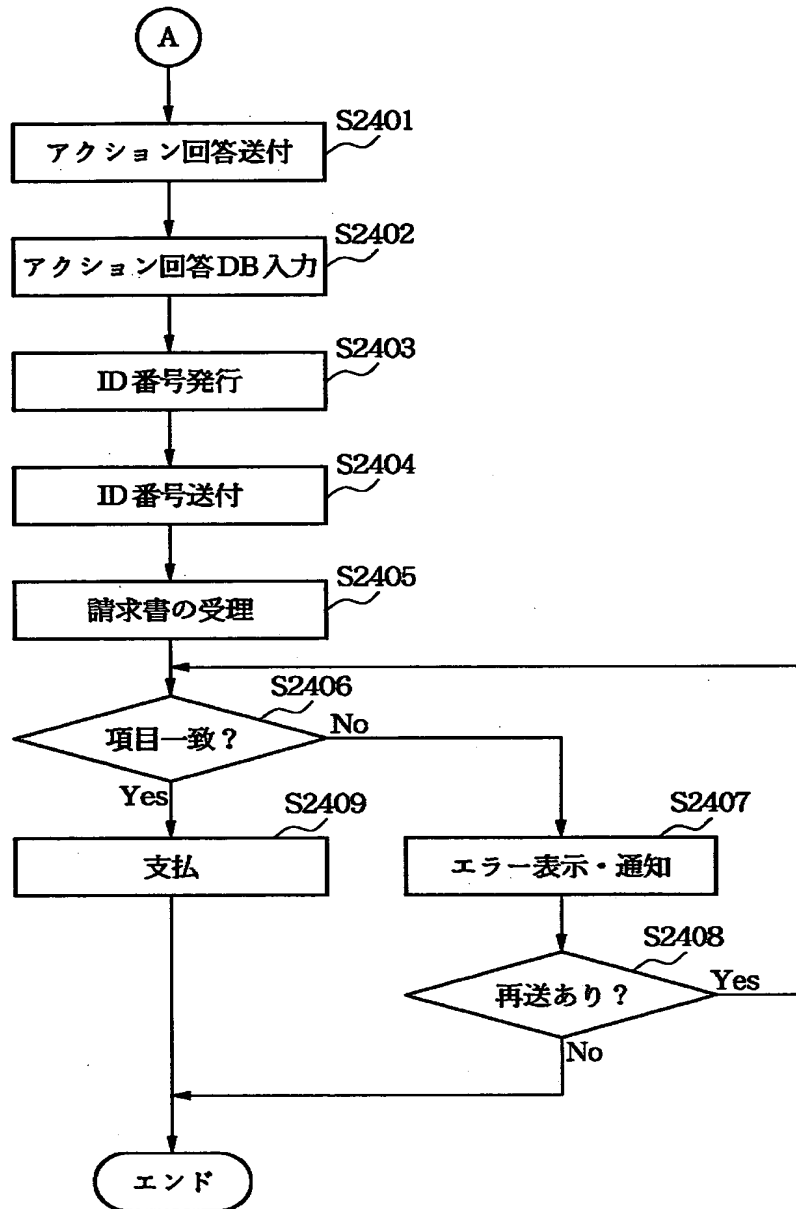 A
S2401
アクション回答送付
S2402
アクション回答DB入力
S2403
ID番号発行
S2404
ID番号送付
S2405
請求書の受理
S2406
項目一致?
No
Yes
S2409
支払
S2407
エラー表示・通知
S2408
再送あり?
Yes
No
エンド